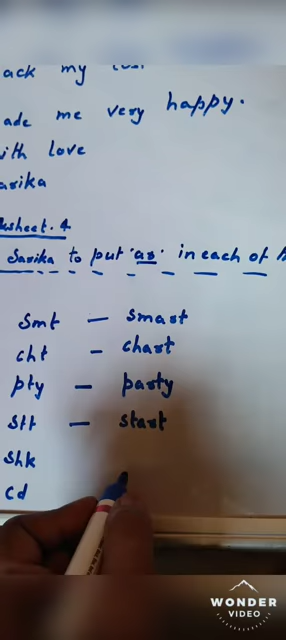 ack my
ade me very happy.
ith love
arika
ksheet. 4
Sarika to put 'ar' in each of
smt - smart
cht - chart
pty - party
stt - start
shk
cd
WONDER
VIDEO